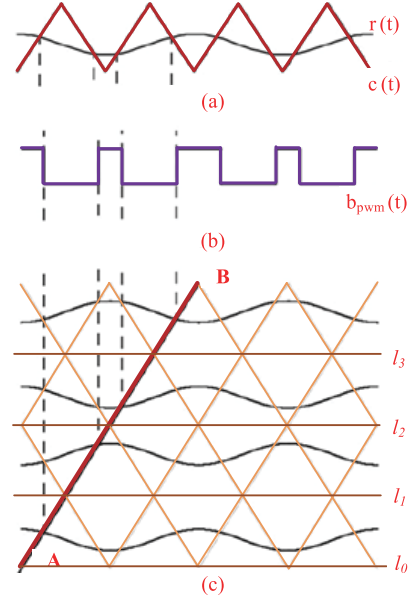 r (t)
c (t)
(a)
b_pwm (t)
(b)
B
l_3
l_2
l_1
A
l_0
(c)